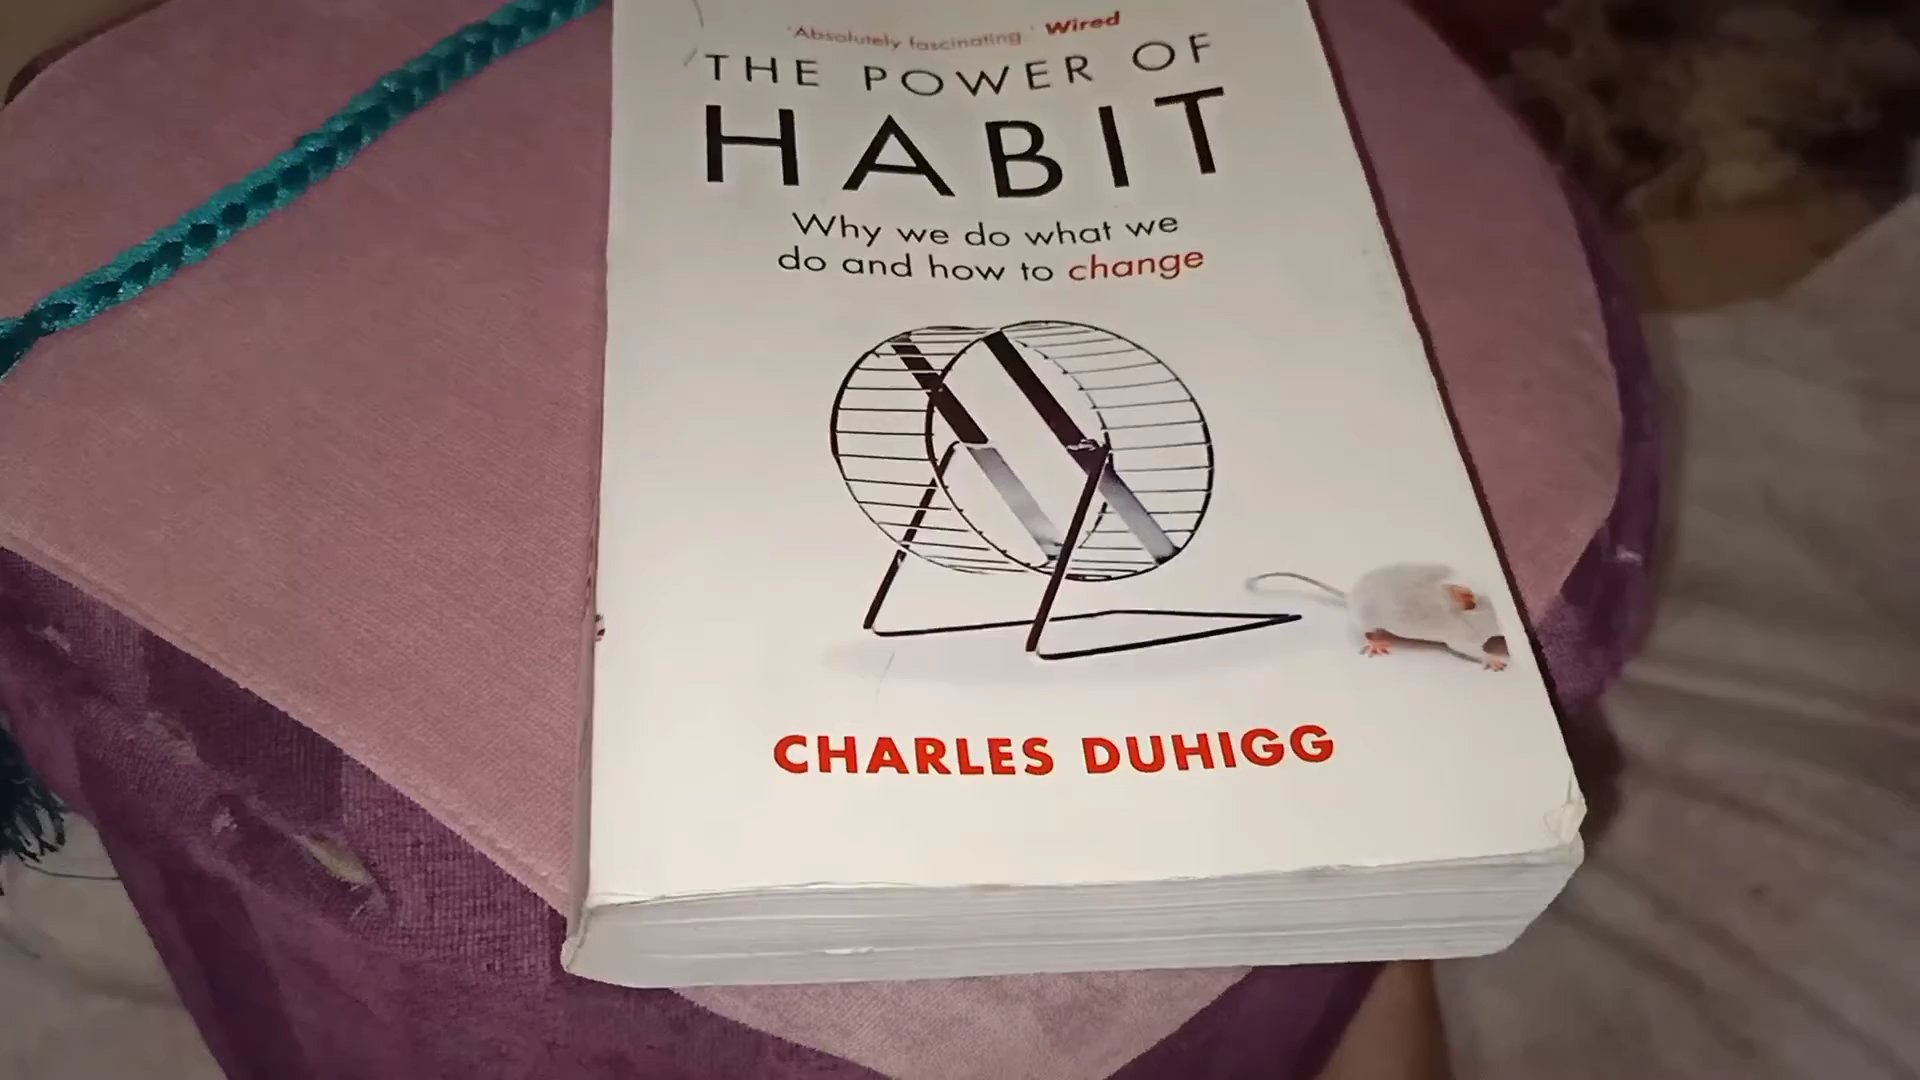 'Absolutely fascinating.' Wired
THE POWER OF
HABIT
Why we do what we
do and how to change
CHARLES DUHIGG